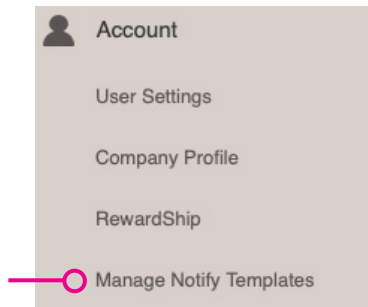 Account
User Settings
Company Profile
RewardShip
Manage Notify Templates